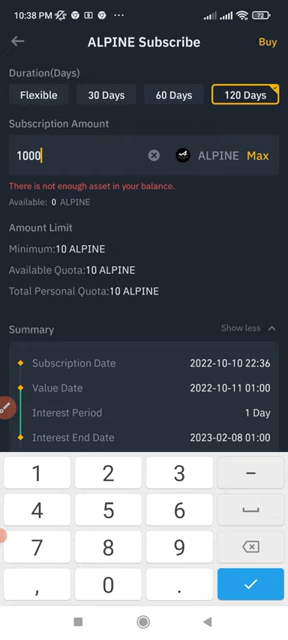 10:38 PM
72
ALPINE Subscribe
Buy
Duration(Days)
Flexible
30 Days
60 Days
120 Days
Subscription Amount
1000
ALPINE
Max
There is not enough asset in your balance.
Available: 0 ALPINE
Amount Limit
Minimum:10 ALPINE
Available Quota:10 ALPINE
Total Personal Quota:10 ALPINE
Summary
Show less
Subscription Date
2022-10-10 22:36
Value Date
2022-10-11 01:00
Interest Period
1 Day
Interest End Date
2023-02-08 01:00
1
2
3
-
4
5
6
7
8
9
,
0
.